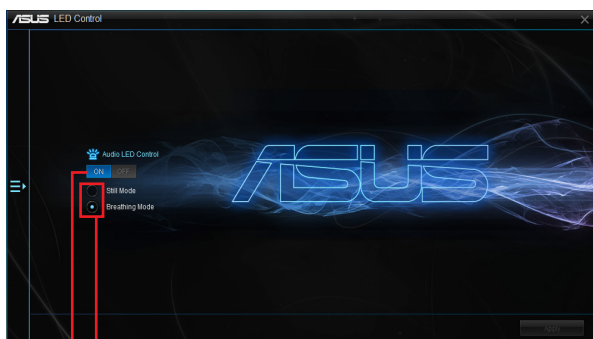 ASUS LED Control
Audio LED Control
ON OFF
Still Mode
Breathing Mode
ASUS
Apply